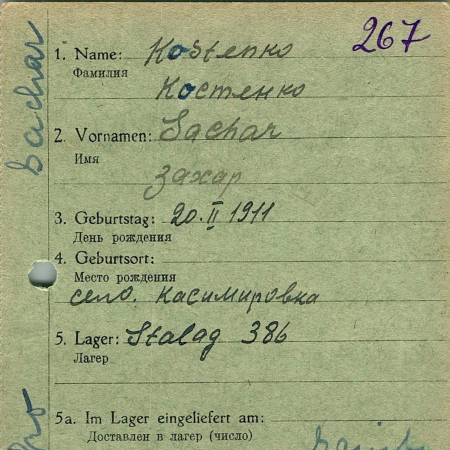 267
1. Name: Kostenko
Фамилия
Костенко
2. Vornamen: Sachar
Имя
Захар
3. Geburtstag: 20.II 1911
День рождения
4. Geburtsort:
Место рождения
село. Касимировка
5. Lager: Stalag 386
Лагер
5a. Im Lager eingeliefert am:
Доставлен в лагер (число)
Sachar